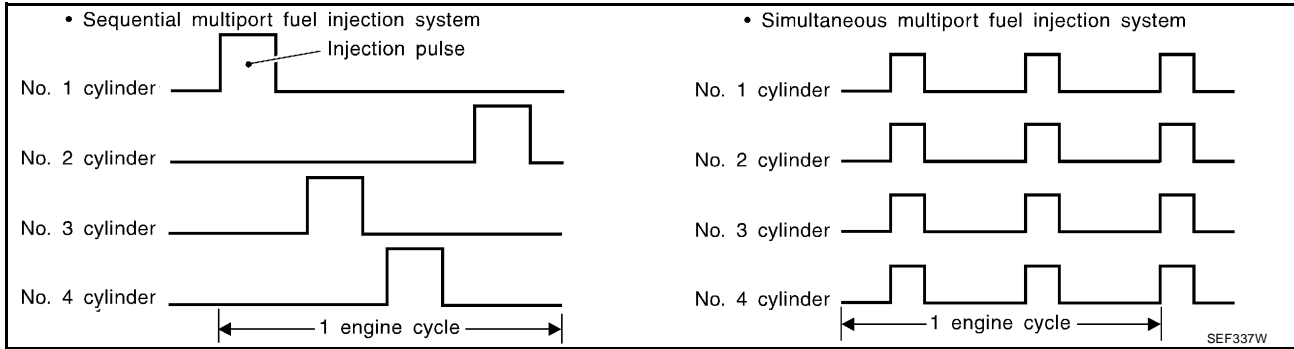 • Sequential multiport fuel injection system
Injection pulse
No. 1 cylinder
No. 2 cylinder
No. 3 cylinder
No. 4 cylinder
1 engine cycle
• Simultaneous multiport fuel injection system
No. 1 cylinder
No. 2 cylinder
No. 3 cylinder
No. 4 cylinder
1 engine cycle
SEF337W